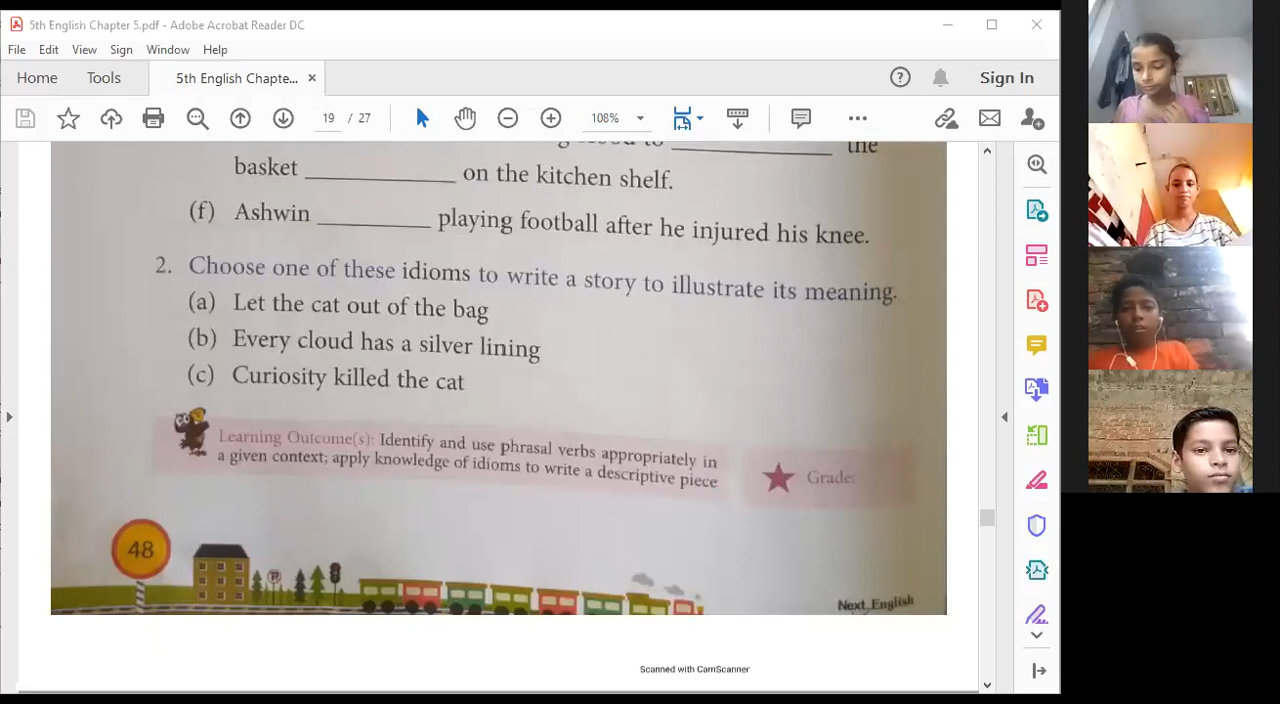 5th English Chapter 5.pdf - Adobe Acrobat Reader DC
File Edit View Sign Window Help
Home Tools 5th English Chapte... ×
Sign In
19 / 27 108%
the
basket __________ on the kitchen shelf.
(f) Ashwin __________ playing football after he injured his knee.
2. Choose one of these idioms to write a story to illustrate its meaning.
(a) Let the cat out of the bag
(b) Every cloud has a silver lining
(c) Curiosity killed the cat
Learning Outcome(s): Identify and use phrasal verbs appropriately in
a given context; apply knowledge of idioms to write a descriptive piece
Grade:
48
P
Next English
Scanned with CamScanner